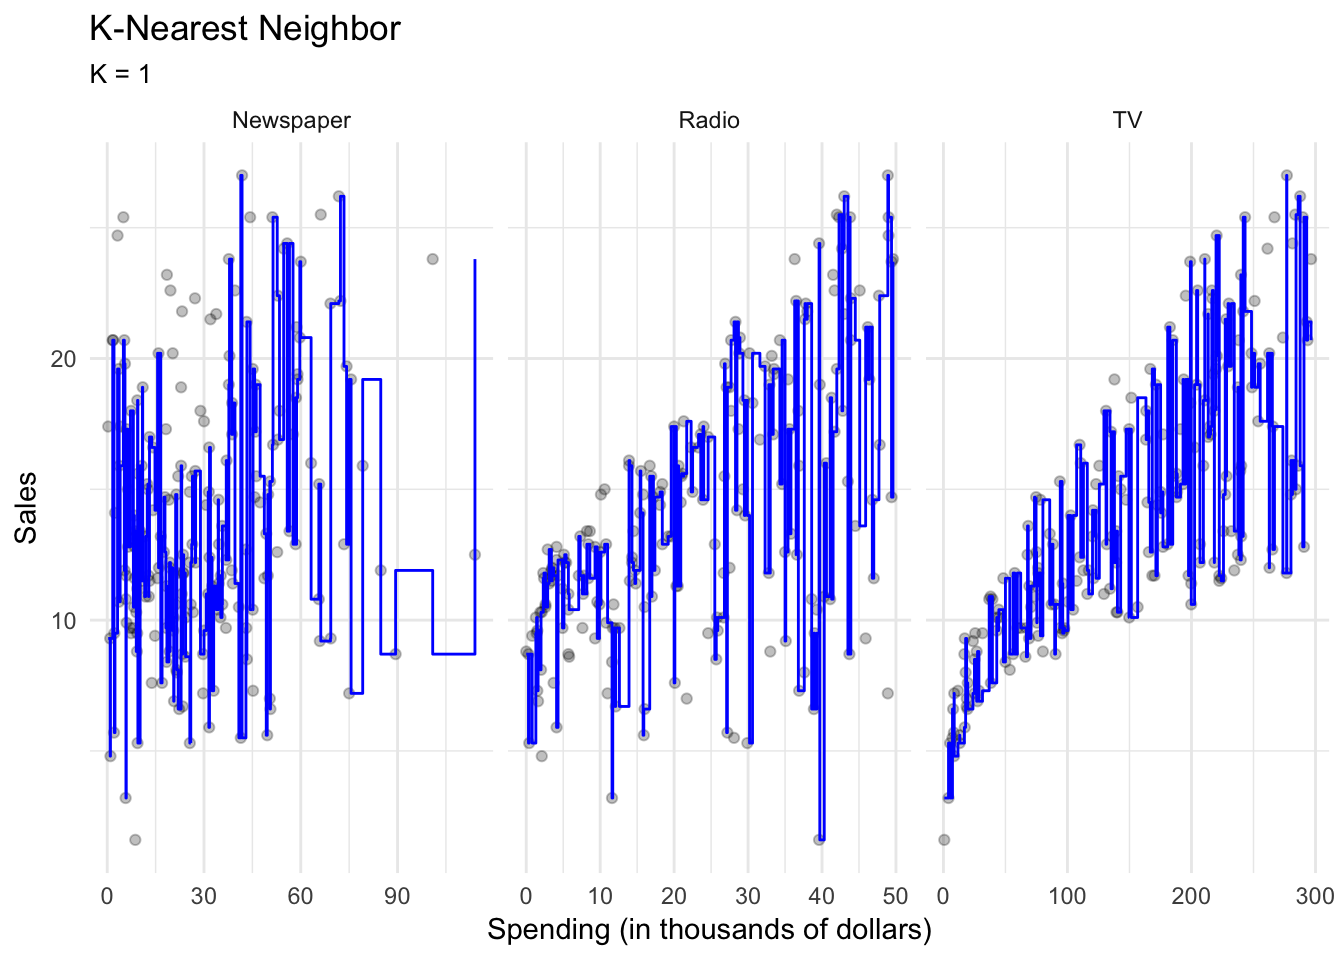 K-Nearest Neighbor
K = 1
Newspaper Radio TV
20
10
Sales
0 30 60 90 0 10 20 30 40 50 0 100 200 300
Spending (in thousands of dollars)